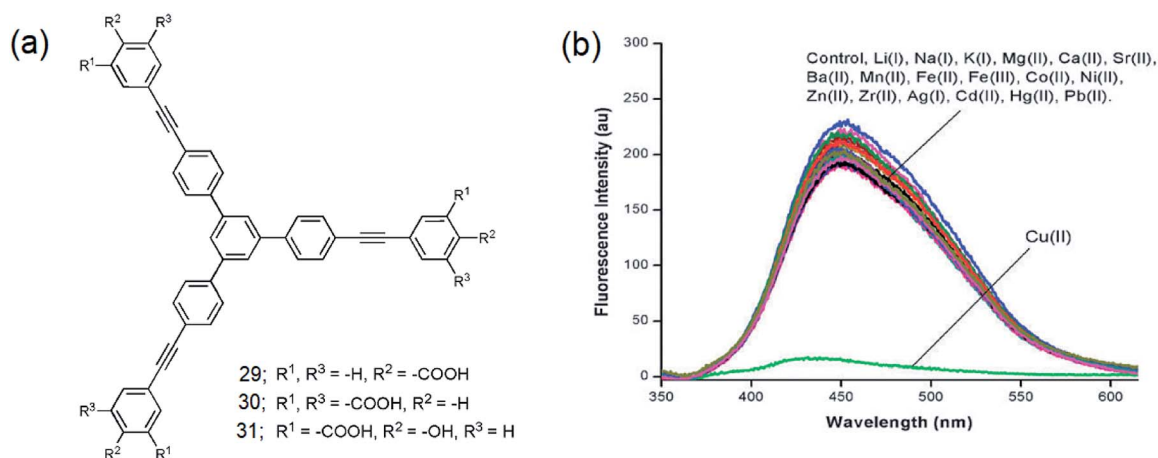 (a)
R²
R³
R¹
R¹
R²
R³
R³
R²
R¹
29; R¹, R³ = -H, R² = -COOH
30; R¹, R³ = -COOH, R² = -H
31; R¹ = -COOH, R² = -OH, R³ = H
(b)
Control, Li(I), Na(I), K(I), Mg(II), Ca(II), Sr(II),
Ba(II), Mn(II), Fe(II), Fe(III), Co(II), Ni(II),
Zn(II), Zr(II), Ag(I), Cd(II), Hg(II), Pb(II).
Cu(II)
Fluorescence Intensity (au)
300
250
200
150
100
50
0
350 400 450 500 550 600
Wavelength (nm)